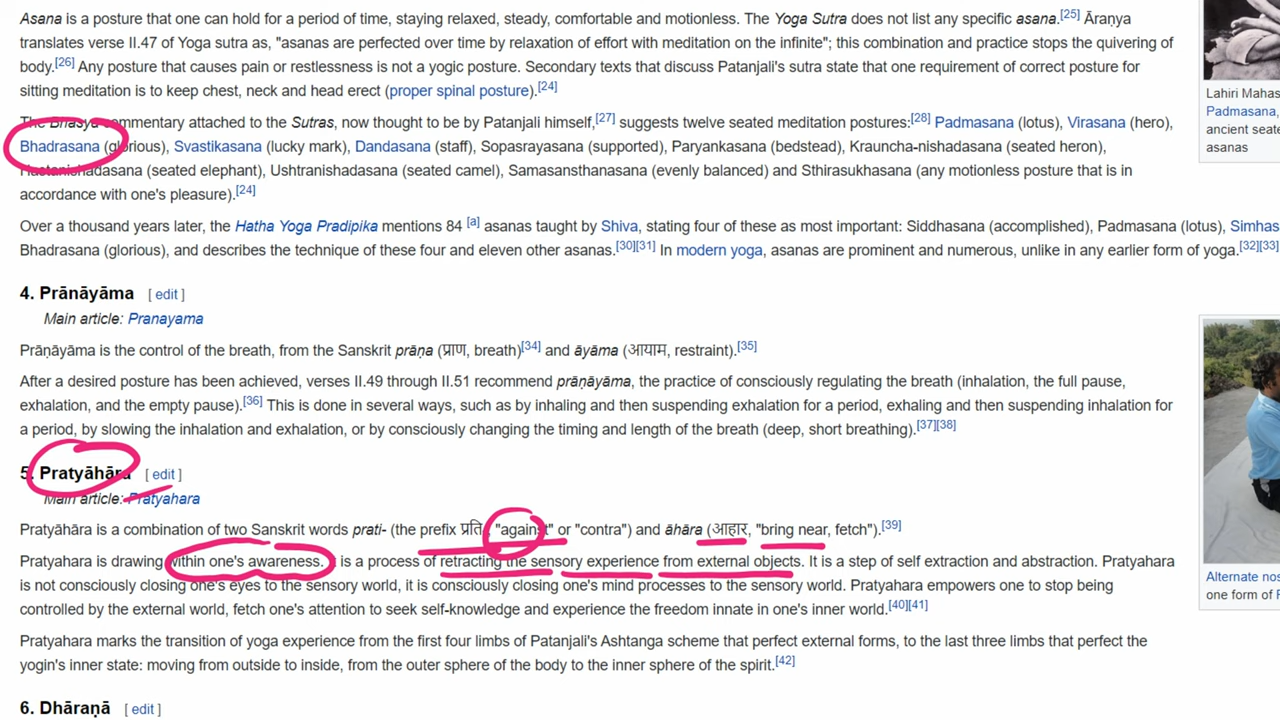 Asana is a posture that one can hold for a period of time, staying relaxed, steady, comfortable and motionless. The Yoga Sutra does not list any specific asana.[25] Āraṇya
translates verse II.47 of Yoga sutra as, "asanas are perfected over time by relaxation of effort with meditation on the infinite"; this combination and practice stops the quivering of
body.[26] Any posture that causes pain or restlessness is not a yogic posture. Secondary texts that discuss Patanjali's sutra state that one requirement of correct posture for
sitting meditation is to keep chest, neck and head erect (proper spinal posture).[24]
The Bhasya commentary attached to the Sutras, now thought to be by Patanjali himself,[27] suggests twelve seated meditation postures:[28] Padmasana (lotus), Virasana (hero),
Bhadrasana (glorious), Svastikasana (lucky mark), Dandasana (staff), Sopasrayasana (supported), Paryankasana (bedstead), Krauncha-nishadasana (seated heron),
Hastanishadasana (seated elephant), Ushtranishadasana (seated camel), Samasansthanasana (evenly balanced) and Sthirasukhasana (any motionless posture that is in
accordance with one's pleasure).[24]
Over a thousand years later, the Hatha Yoga Pradipika mentions 84 [a] asanas taught by Shiva, stating four of these as most important: Siddhasana (accomplished), Padmasana (lotus), Simhas
Bhadrasana (glorious), and describes the technique of these four and eleven other asanas.[30][31] In modern yoga, asanas are prominent and numerous, unlike in any earlier form of yoga.[32][33]
4. Prānāyāma [ edit ]
Main article: Pranayama
Prāṇāyāma is the control of the breath, from the Sanskrit prāṇa (प्राण, breath)[34] and āyāma (आयाम, restraint).[35]
After a desired posture has been achieved, verses II.49 through II.51 recommend prāṇāyāma, the practice of consciously regulating the breath (inhalation, the full pause,
exhalation, and the empty pause).[36] This is done in several ways, such as by inhaling and then suspending exhalation for a period, exhaling and then suspending inhalation for
a period, by slowing the inhalation and exhalation, or by consciously changing the timing and length of the breath (deep, short breathing).[37][38]
5. Pratyāhāra [ edit ]
Main article: Pratyahara
Pratyāhāra is a combination of two Sanskrit words prati- (the prefix प्रति, "against" or "contra") and āhāra (आहार, "bring near, fetch").[39]
Pratyahara is drawing within one's awareness. It is a process of retracting the sensory experience from external objects. It is a step of self extraction and abstraction. Pratyahara
is not consciously closing one's eyes to the sensory world, it is consciously closing one's mind processes to the sensory world. Pratyahara empowers one to stop being
controlled by the external world, fetch one's attention to seek self-knowledge and experience the freedom innate in one's inner world.[40][41]
Pratyahara marks the transition of yoga experience from the first four limbs of Patanjali's Ashtanga scheme that perfect external forms, to the last three limbs that perfect the
yogin's inner state: moving from outside to inside, from the outer sphere of the body to the inner sphere of the spirit.[42]
6. Dhāraṇā [ edit ]
Lahiri Mahas
Padmasana,
ancient seate
asanas
Alternate nos
one form of P